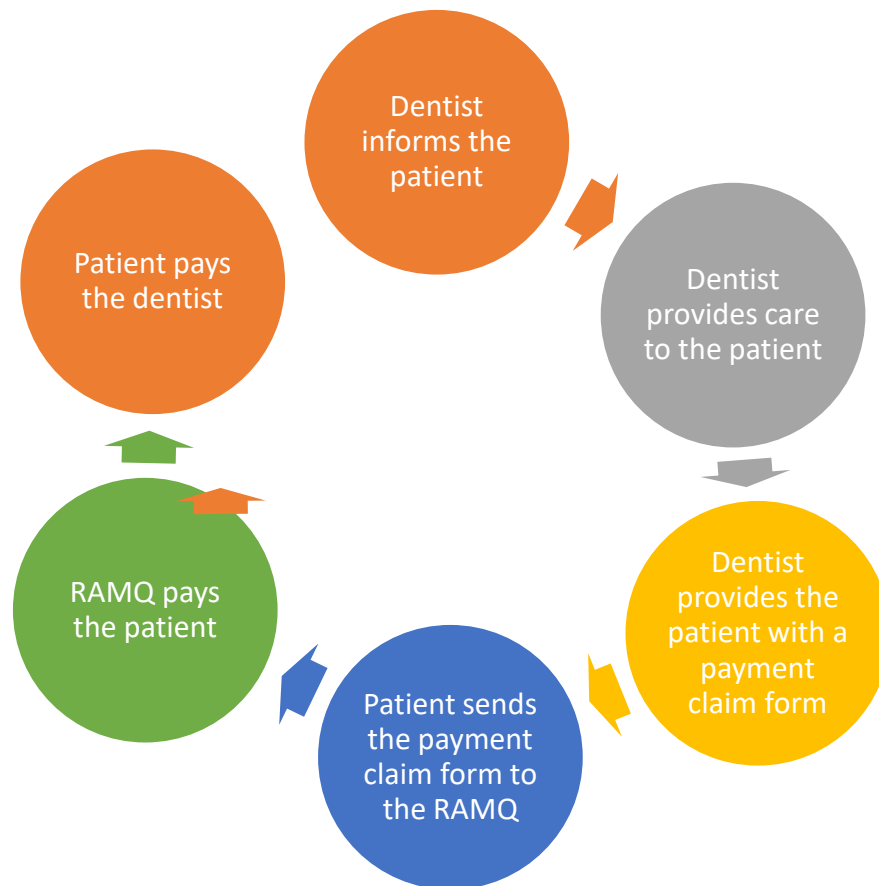 Dentist
informs the
patient
Dentist
provides care
to the patient
Dentist
provides the
patient with a
payment
claim form
Patient sends
the payment
claim form to
the RAMQ
RAMQ pays
the patient
Patient pays
the dentist